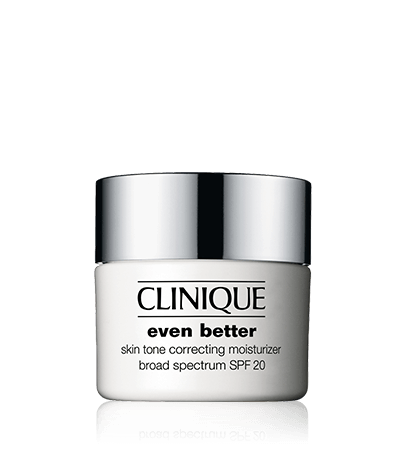 CLINIQUE
even better
skin tone correcting moisturizer
broad spectrum SPF 20